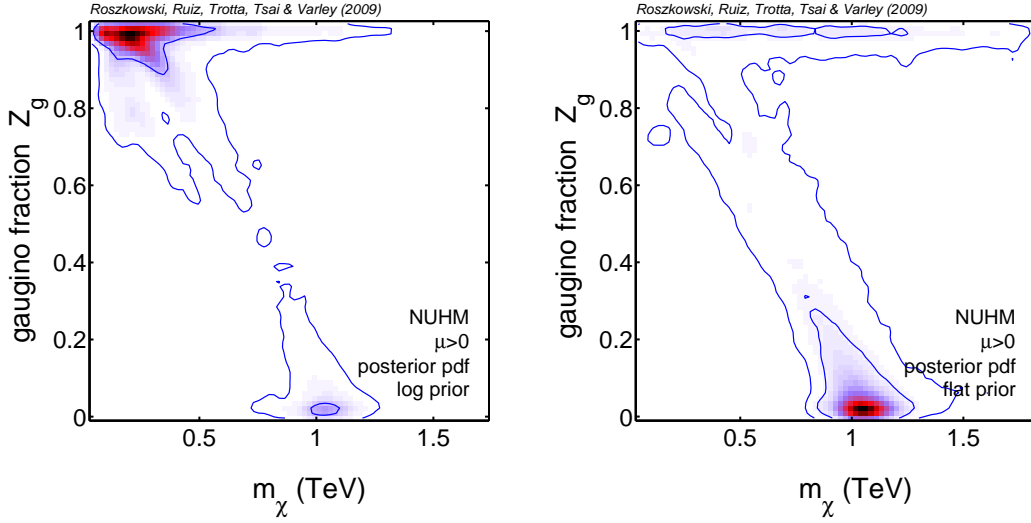 Roszkowski, Ruiz, Trotta, Tsai & Varley (2009)
gaugino fraction Z_g
1
0.8
0.6
0.4
0.2
0
NUHM
μ>0
posterior pdf
log prior
0.5
1
1.5
m_χ (TeV)
Roszkowski, Ruiz, Trotta, Tsai & Varley (2009)
gaugino fraction Z_g
1
0.8
0.6
0.4
0.2
0
NUHM
μ>0
posterior pdf
flat prior
0.5
1
1.5
m_χ (TeV)